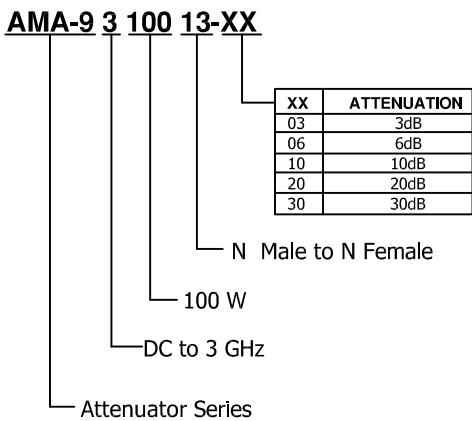 AMA-9 3 100 13-XX
XX ATTENUATION
03 3dB
06 6dB
10 10dB
20 20dB
30 30dB
N Male to N Female
100 W
DC to 3 GHz
Attenuator Series